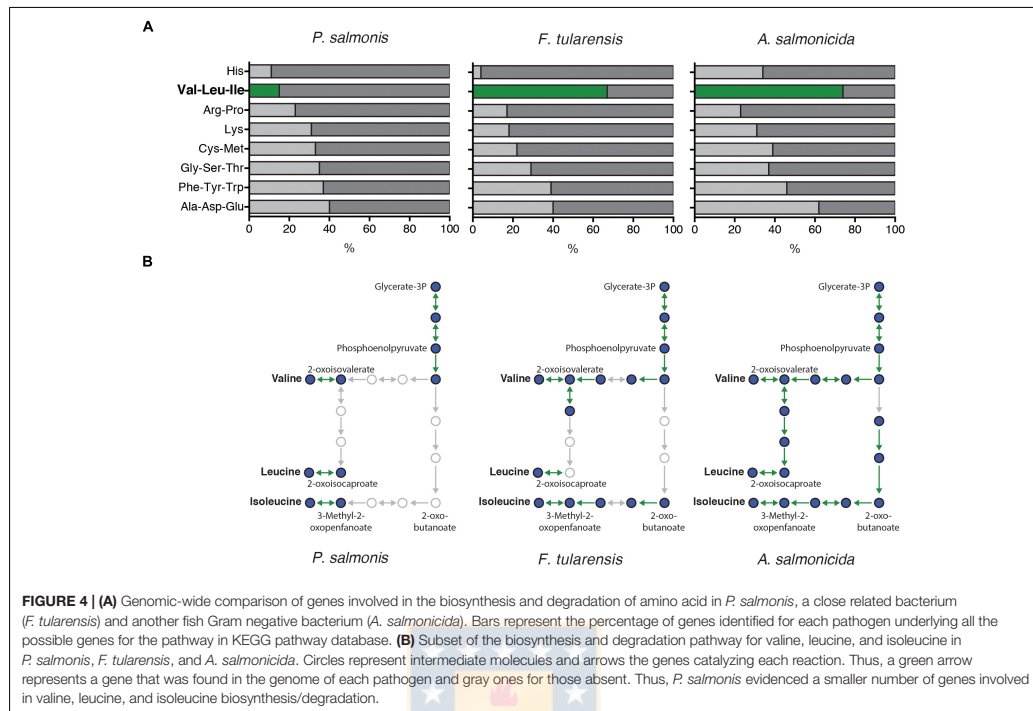 A
P. salmonis
F. tularensis
A. salmonicida
His
Val-Leu-Ile
Arg-Pro
Lys
Cys-Met
Gly-Ser-Thr
Phe-Tyr-Trp
Ala-Asp-Glu
0 20 40 60 80 100
0 20 40 60 80 100
0 20 40 60 80 100
% % %
B
Glycerate-3P
Phosphoenolpyruvate
2-oxoisovalerate
Valine
Leucine
2-oxoisocaproate
Isoleucine
3-Methyl-2-
oxopenfanoate
2-oxo-
butanoate
P. salmonis
Glycerate-3P
Phosphoenolpyruvate
2-oxoisovalerate
Valine
Leucine
2-oxoisocaproate
Isoleucine
3-Methyl-2-
oxopenfanoate
2-oxo-
butanoate
F. tularensis
Glycerate-3P
Phosphoenolpyruvate
2-oxoisovalerate
Valine
Leucine
2-oxoisocaproate
Isoleucine
3-Methyl-2-
oxopenfanoate
2-oxo-
butanoate
A. salmonicida
FIGURE 4 | (A) Genomic-wide comparison of genes involved in the biosynthesis and degradation of amino acid in P. salmonis, a close related bacterium
(F. tularensis) and another fish Gram negative bacterium (A. salmonicida). Bars represent the percentage of genes identified for each pathogen underlying all the
possible genes for the pathway in KEGG pathway database. (B) Subset of the biosynthesis and degradation pathway for valine, leucine, and isoleucine in
P. salmonis, F. tularensis, and A. salmonicida. Circles represent intermediate molecules and arrows the genes catalyzing each reaction. Thus, a green arrow
represents a gene that was found in the genome of each pathogen and gray ones for those absent. Thus, P. salmonis evidenced a smaller number of genes involved
in valine, leucine, and isoleucine biosynthesis/degradation.